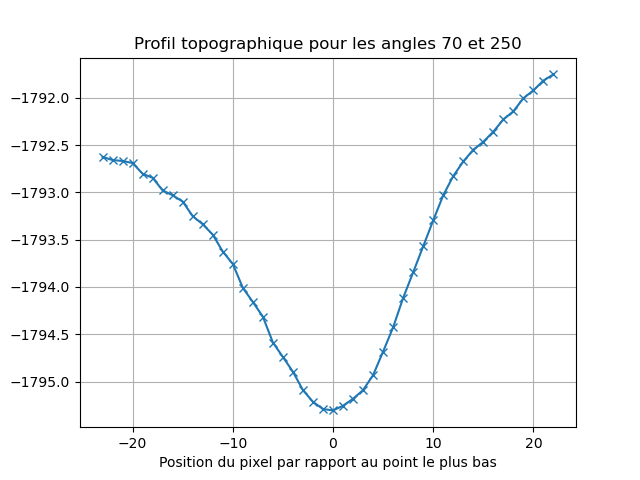 Profil topographique pour les angles 70 et 250
−1792.0
−1792.5
−1793.0
−1793.5
−1794.0
−1794.5
−1795.0
−20 −10 0 10 20
Position du pixel par rapport au point le plus bas